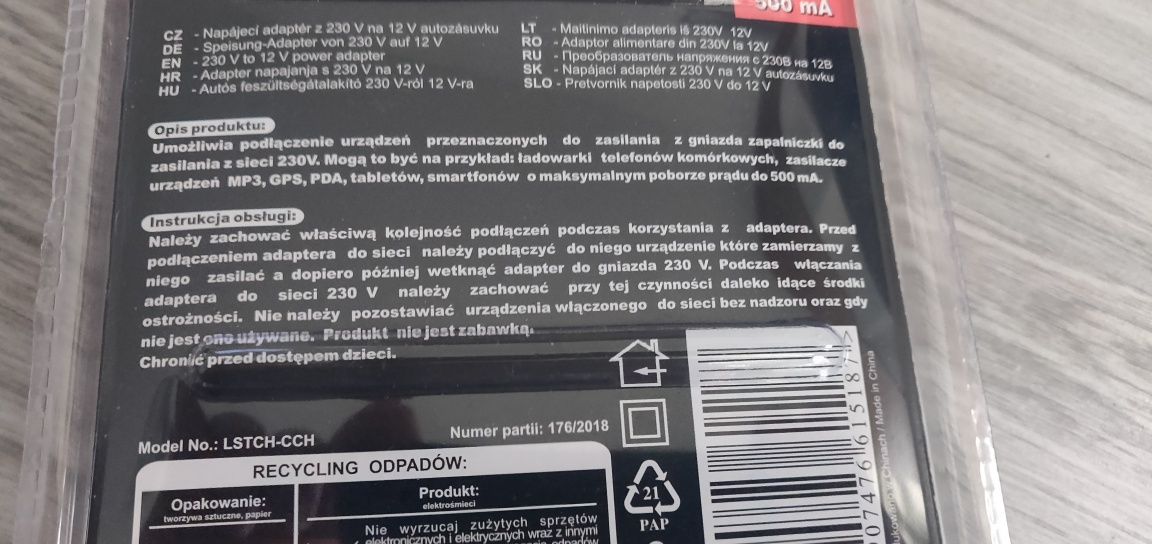 500 mA
CZ - Napájecí adaptér z 230 V na 12 V autozásuvku
DE - Speisung-Adapter von 230 V auf 12 V
EN - 230 V to 12 V power adapter
HR - Adapter napajanja s 230 V na 12 V
HU - Autós feszültségátalakító 230 V-ról 12 V-ra
LT - Maitinimo adapteris iš 230V 12V
RO - Adaptor alimentare din 230V la 12V
RU - Преобразователь напряжения с 230В на 12В
SK - Napájací adaptér z 230 V na 12 V autozásuvku
SLO - Pretvornik napetosti 230 V do 12 V
Opis produktu:
Umożliwia podłączenie urządzeń przeznaczonych do zasilania z gniazda zapalniczki do
zasilania z sieci 230V. Mogą to być na przykład: ładowarki telefonów komórkowych, zasilacze
urządzeń MP3, GPS, PDA, tabletów, smartfonów o maksymalnym poborze prądu do 500 mA.
Instrukcja obsługi:
Należy zachować właściwą kolejność podłączeń podczas korzystania z adaptera. Przed
podłączeniem adaptera do sieci należy podłączyć do niego urządzenie które zamierzamy z
niego zasilać a dopiero później wetknąć adapter do gniazda 230 V. Podczas włączania
adaptera do sieci 230 V należy zachować przy tej czynności daleko idące środki
ostrożności. Nie należy pozostawiać urządzenia włączonego do sieci bez nadzoru oraz gdy
nie jest ono używane. Produkt nie jest zabawką.
Chronić przed dostępem dzieci.
Model No.: LSTCH-CCH
Numer partii: 176/2018
RECYCLING ODPADÓW:
Opakowanie:
tworzywa sztuczne, papier
Produkt:
elektrośmieci
Nie wyrzucaj zużytych sprzętów
elektronicznych i elektrycznych wraz z innymi
21
PAP
907476 615187 >
Chinach / Made in China